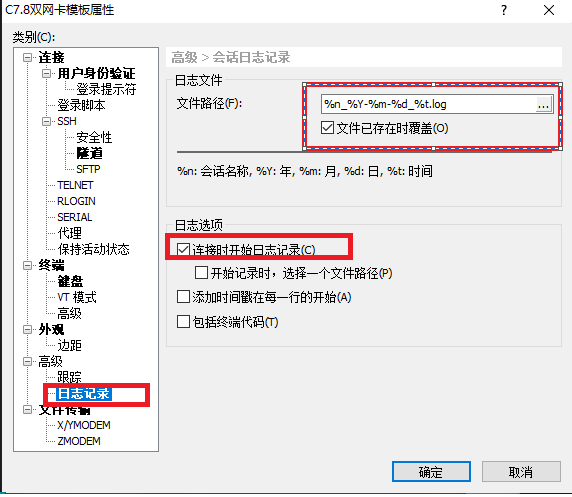 C7.8双网卡模板属性
类别(C):
连接
用户身份验证
登录提示符
登录脚本
SSH
安全性
隧道
SFTP
TELNET
RLOGIN
SERIAL
代理
保持活动状态
终端
键盘
VT 模式
高级
外观
边距
高级
跟踪
日志记录
文件传输
X/YMODEM
ZMODEM
高级 > 会话日志记录
日志文件
文件路径(F):
%n_%Y-%m-%d_%t.log
...
文件已存在时覆盖(O)
%n: 会话名称, %Y: 年, %m: 月, %d: 日, %t: 时间
日志选项
连接时开始日志记录(C)
开始记录时，选择一个文件路径(P)
添加时间戳在每一行的开始(A)
包括终端代码(T)
确定
取消